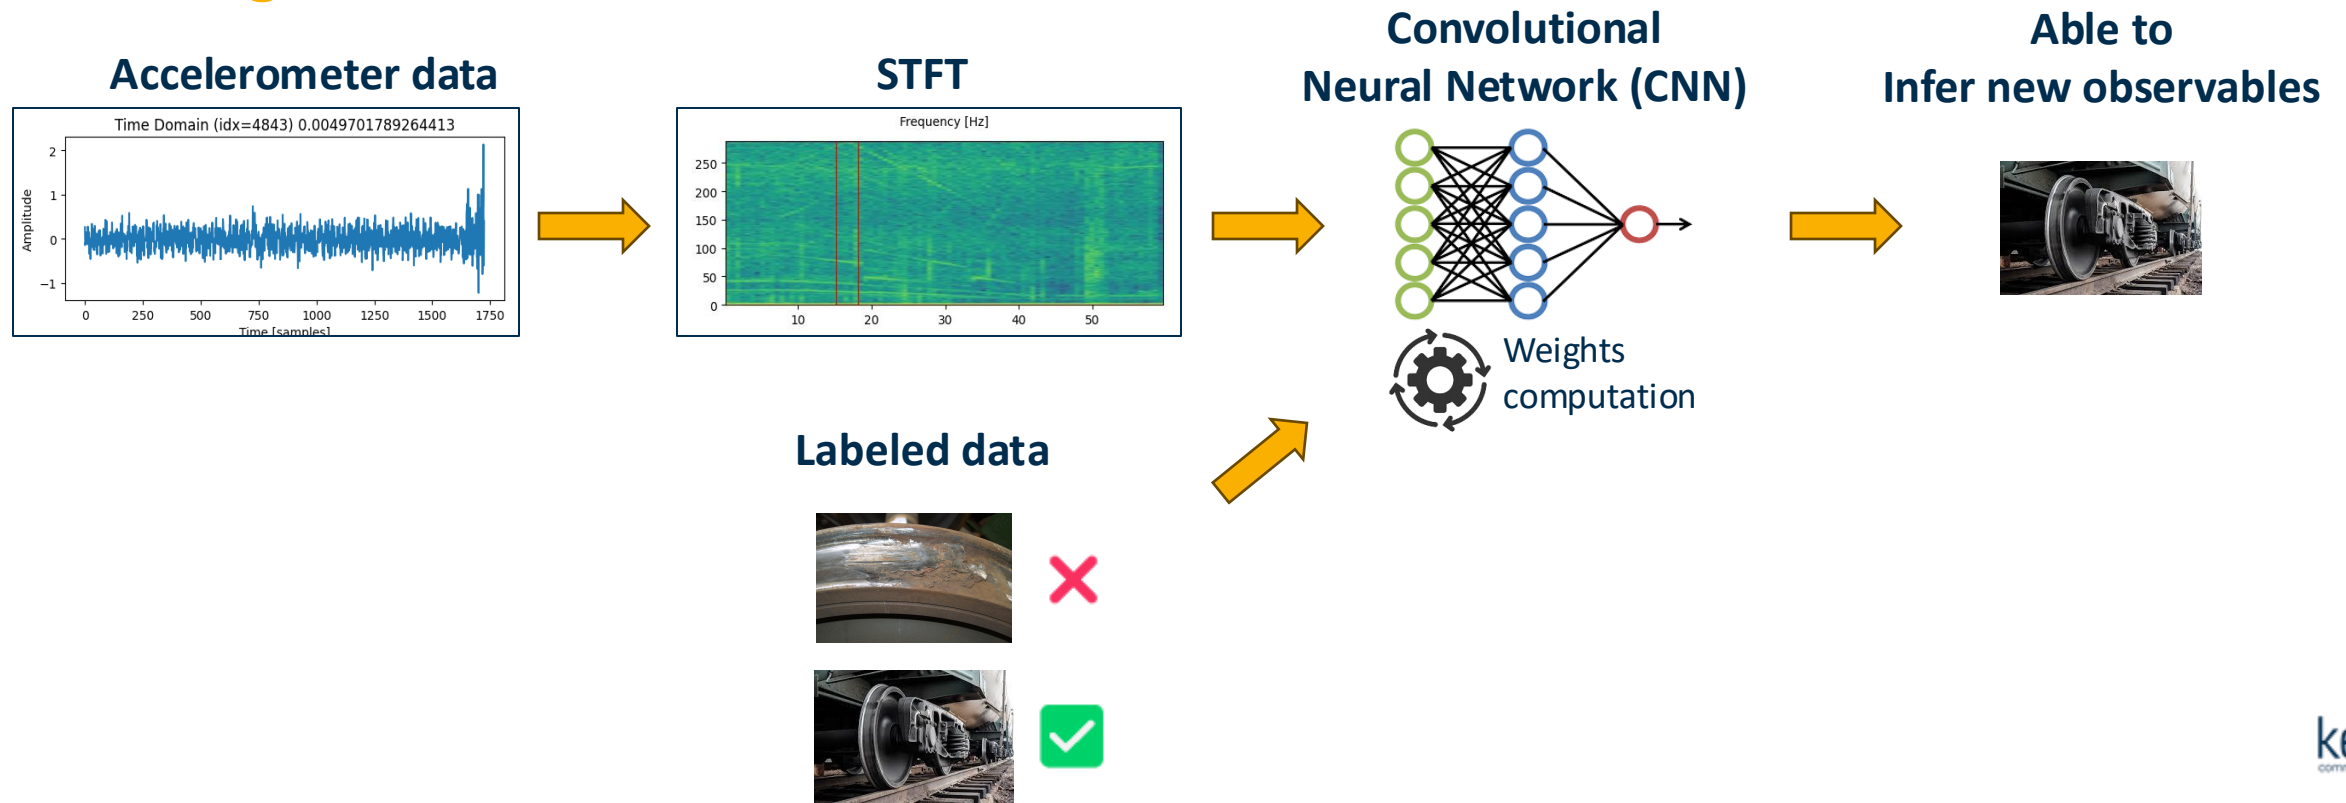 Accelerometer data
Time Domain (idx=4843) 0.0049701789264413
Amplitude
2
1
0
−1
0 250 500 750 1000 1250 1500 1750
Time [samples]
STFT
Frequency [Hz]
250
200
150
100
50
0
10 20 30 40 50
Convolutional
Neural Network (CNN)
Weights
computation
Able to
Infer new observables
Labeled data